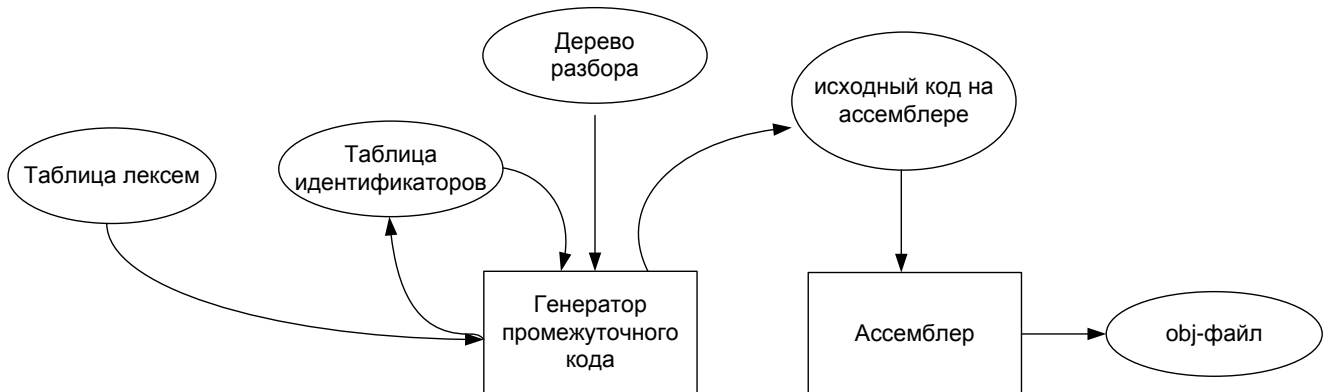 Дерево
разбора
исходный код на
ассемблере
Таблица лексем
Таблица
идентификаторов
Генератор
промежуточного
кода
Ассемблер
obj-файл